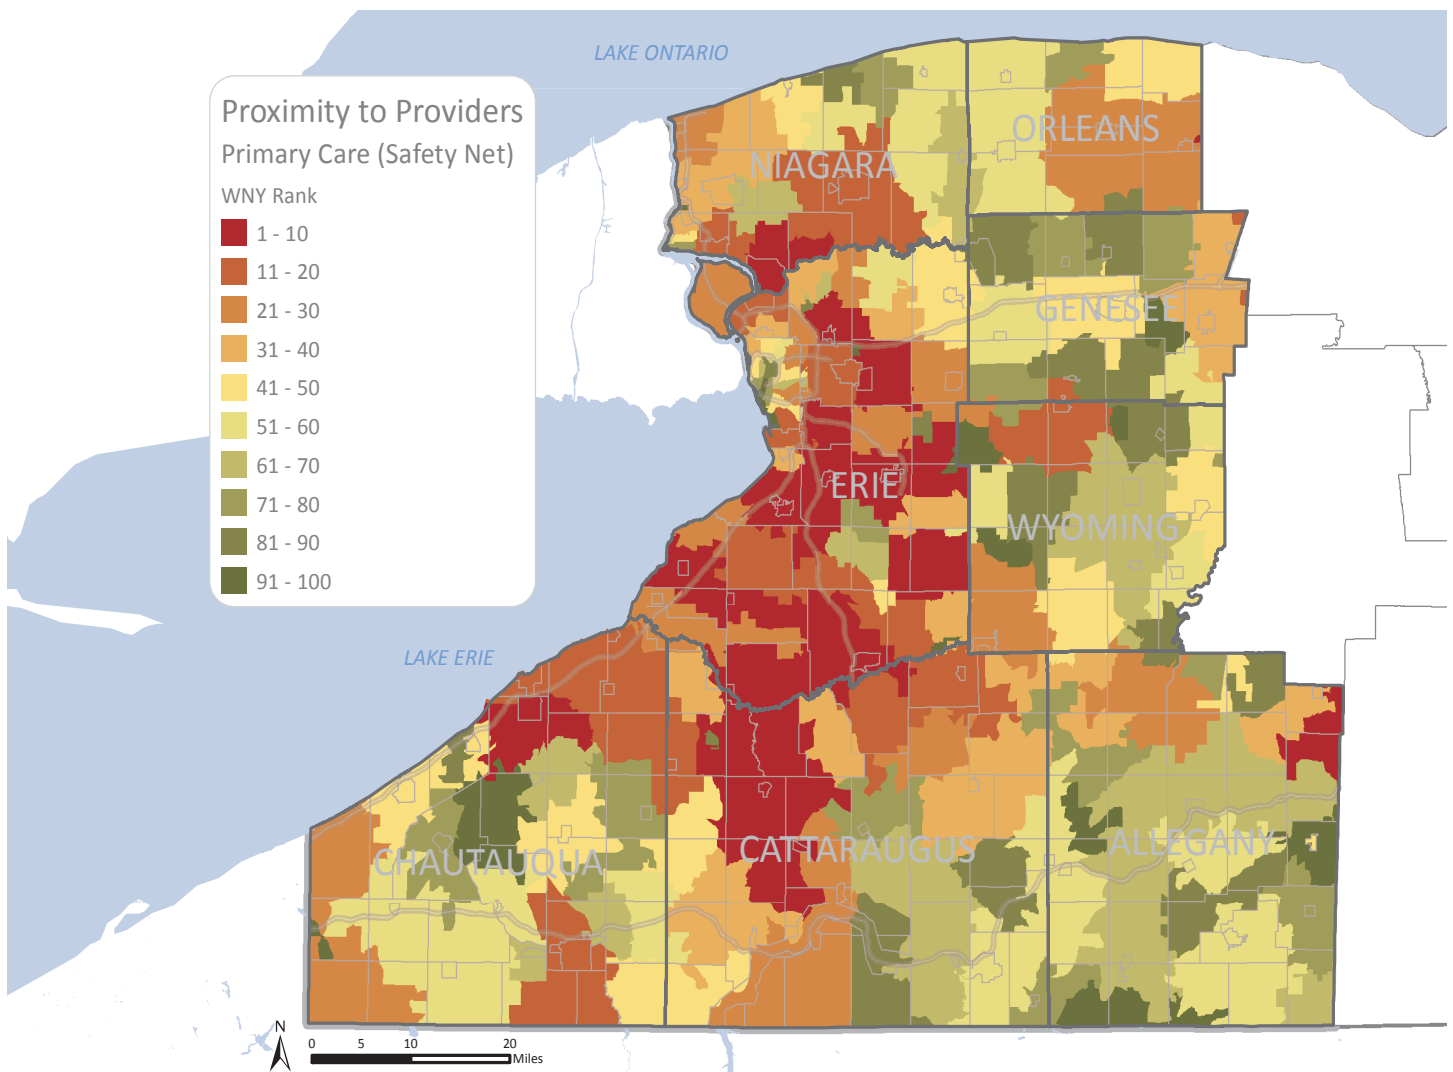 LAKE ONTARIO
Proximity to Providers
Primary Care (Safety Net)
WNY Rank
1 - 10
11 - 20
21 - 30
31 - 40
41 - 50
51 - 60
61 - 70
71 - 80
81 - 90
91 - 100
ORLEANS
NIAGARA
GENESEE
ERIE
WYOMING
LAKE ERIE
CHAUTAUQUA
CATTARAUGUS
ALLEGANY
N
0 5 10 20
Miles